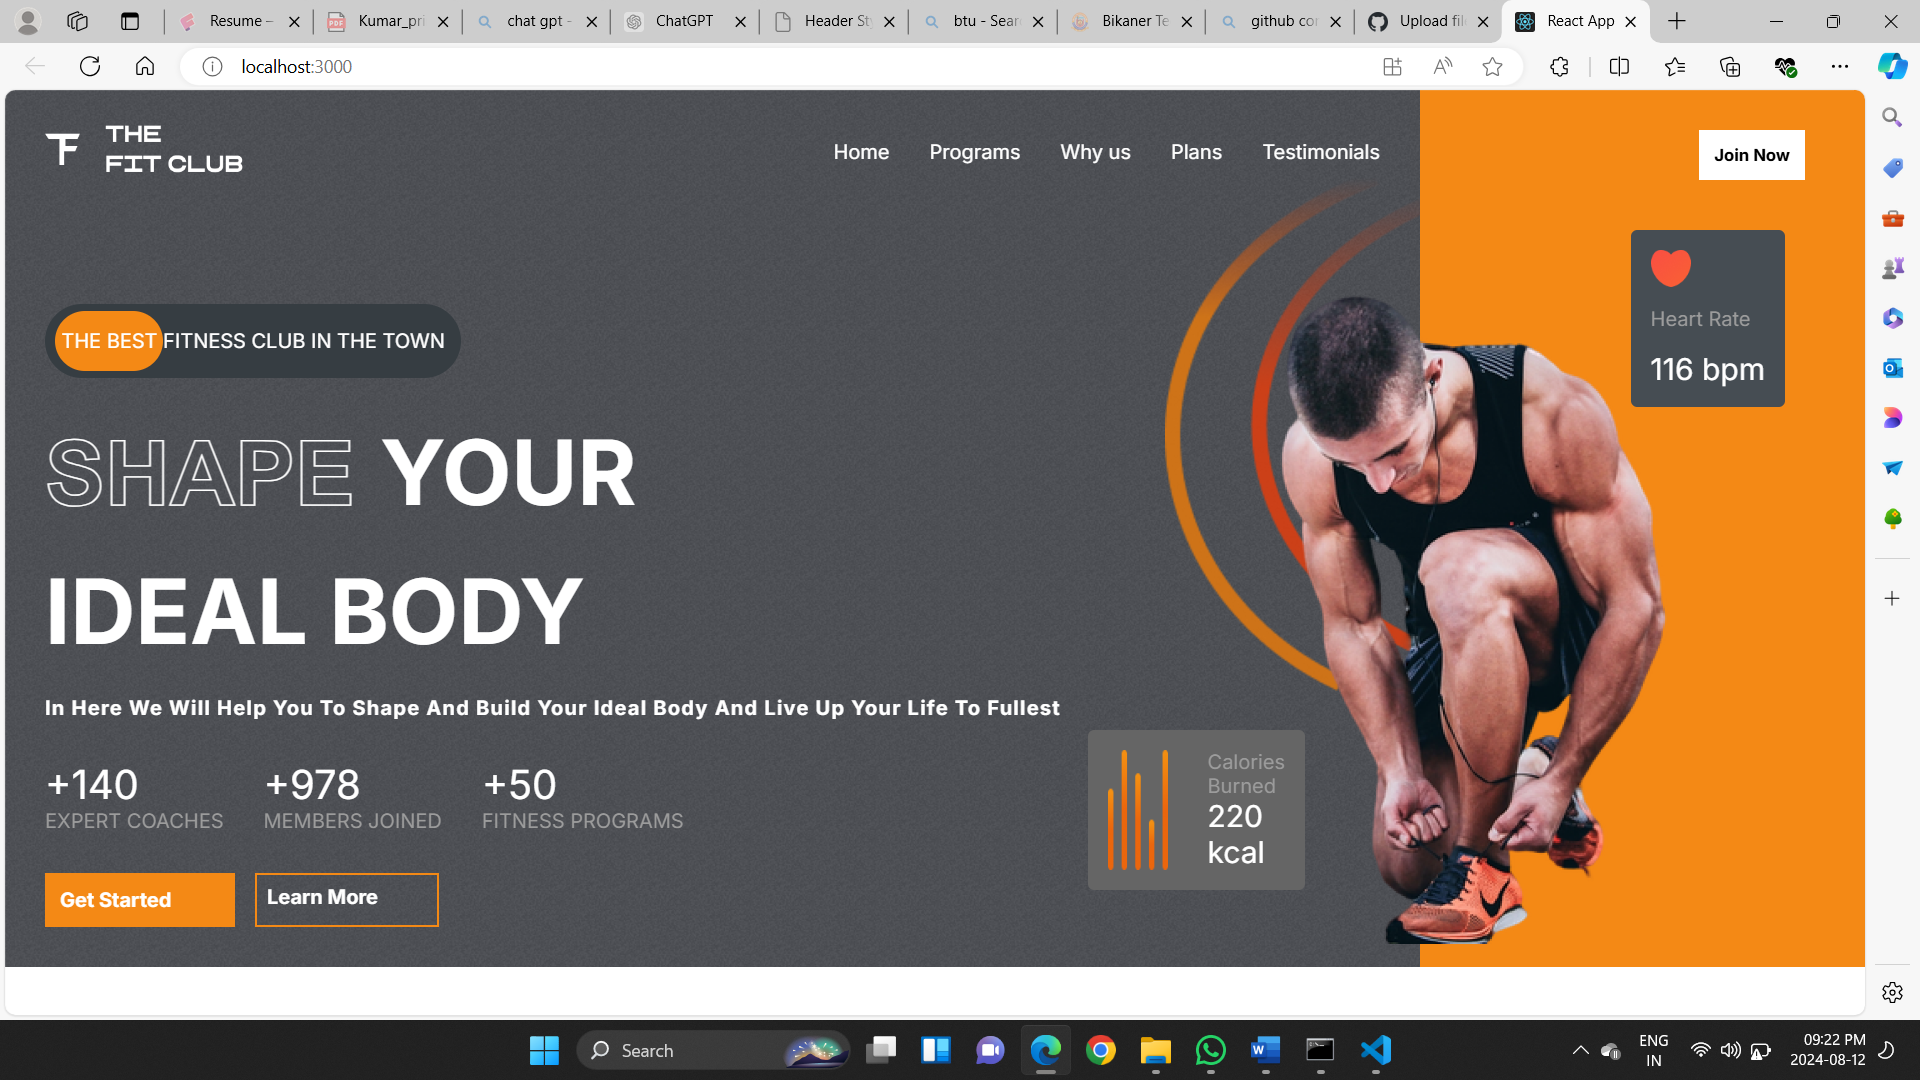 Resume –
Kumar_pri
chat gpt -
ChatGPT
Header Sty
btu - Sear
Bikaner Te
github cor
Upload file
React App
localhost:3000
THE
FIT CLUB
Home
Programs
Why us
Plans
Testimonials
Join Now
Heart Rate
116 bpm
THE BEST FITNESS CLUB IN THE TOWN
SHAPE YOUR
IDEAL BODY
In Here We Will Help You To Shape And Build Your Ideal Body And Live Up Your Life To Fullest
+140
EXPERT COACHES
+978
MEMBERS JOINED
+50
FITNESS PROGRAMS
Calories
Burned
220
kcal
Get Started
Learn More
Search
ENG
IN
09:22 PM
2024-08-12